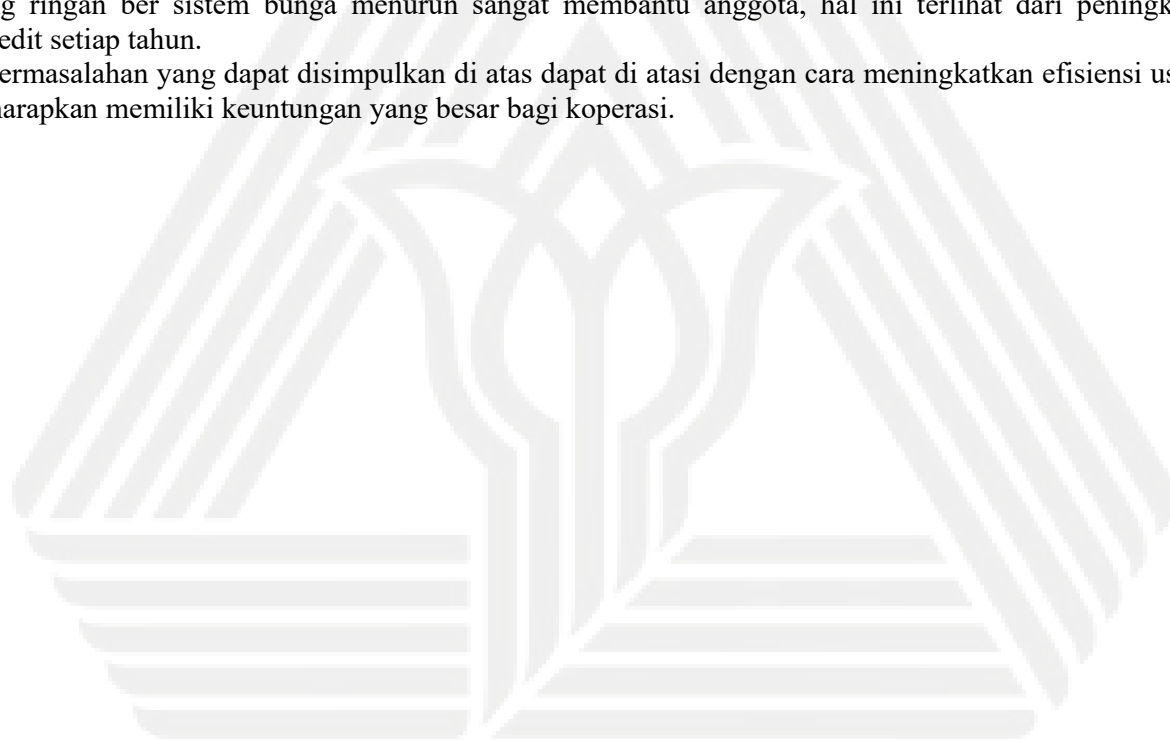 g ringan ber sistem bunga menurun sangat membantu anggota, hal ini terlihat dari peningk
edit setiap tahun.
ermasalahan yang dapat disimpulkan di atas dapat di atasi dengan cara meningkatkan efisiensi us
harapkan memiliki keuntungan yang besar bagi koperasi.